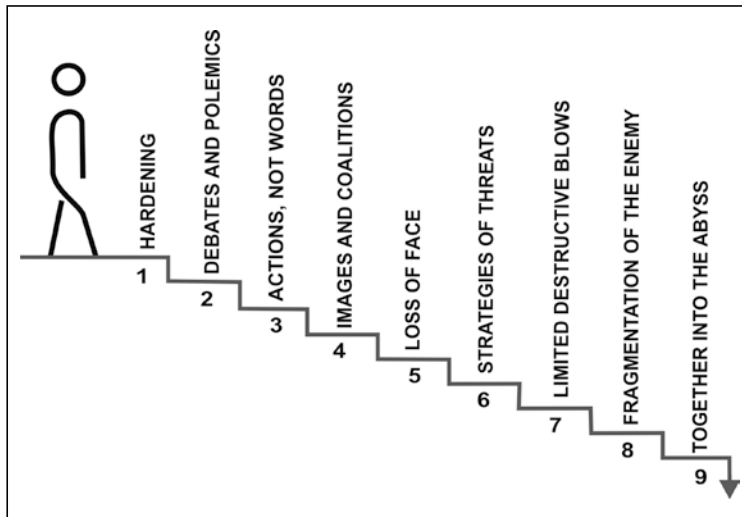 HARDENING
1
DEBATES AND POLEMICS
2
ACTIONS, NOT WORDS
3
IMAGES AND COALITIONS
4
LOSS OF FACE
5
STRATEGIES OF THREATS
6
LIMITED DESTRUCTIVE BLOWS
7
FRAGMENTATION OF THE ENEMY
8
TOGETHER INTO THE ABYSS
9